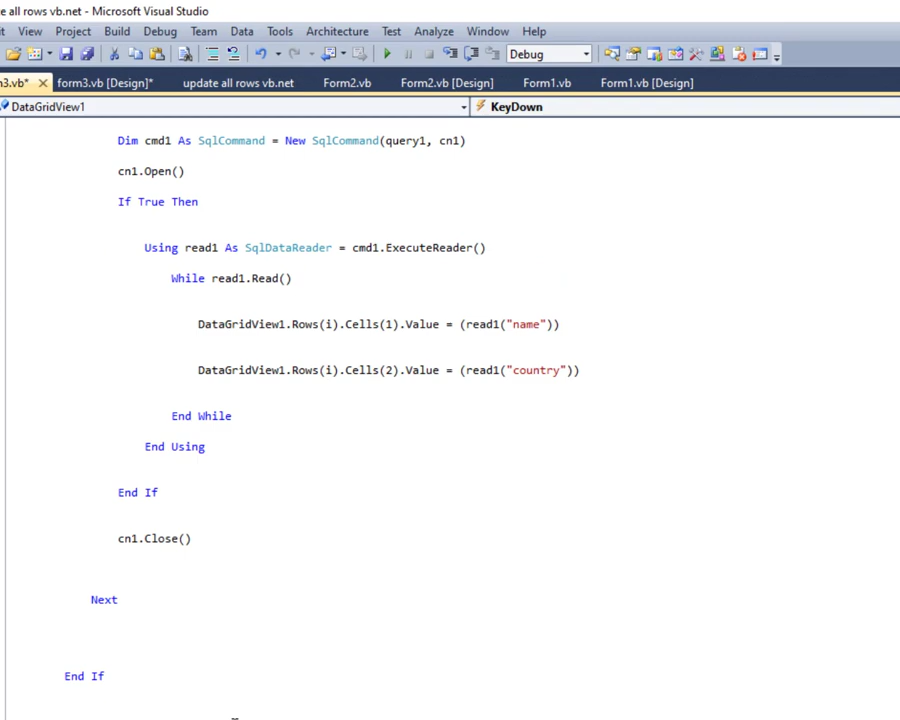 te all rows vb.net - Microsoft Visual Studio
it View Project Build Debug Team Data Tools Architecture Test Analyze Window Help
Debug
m3.vb* form3.vb [Design]* update all rows vb.net Form2.vb Form2.vb [Design] Form1.vb Form1.vb [Design]
DataGridView1 KeyDown
Dim cmd1 As SqlCommand = New SqlCommand(query1, cn1)
cn1.Open()
If True Then
Using read1 As SqlDataReader = cmd1.ExecuteReader()
While read1.Read()
DataGridView1.Rows(i).Cells(1).Value = (read1("name"))
DataGridView1.Rows(i).Cells(2).Value = (read1("country"))
End While
End Using
End If
cn1.Close()
Next
End If